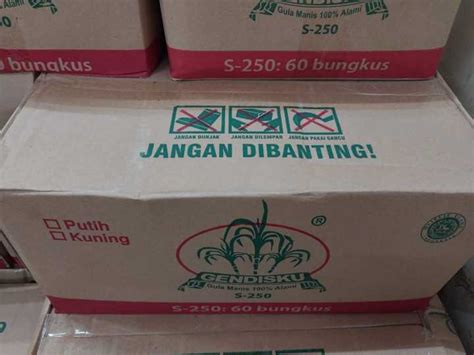 Gula Manis 100% Alami
S-250
S-250: 60 bungkus
JANGAN DIINJAK
JANGAN DILEMPAR
JANGAN PAKAI GANCU
JANGAN DIBANTING!
Putih
Kuning
®
GENDISKU
Gula Manis 100% Alami
S-250
S-250: 60 bungkus